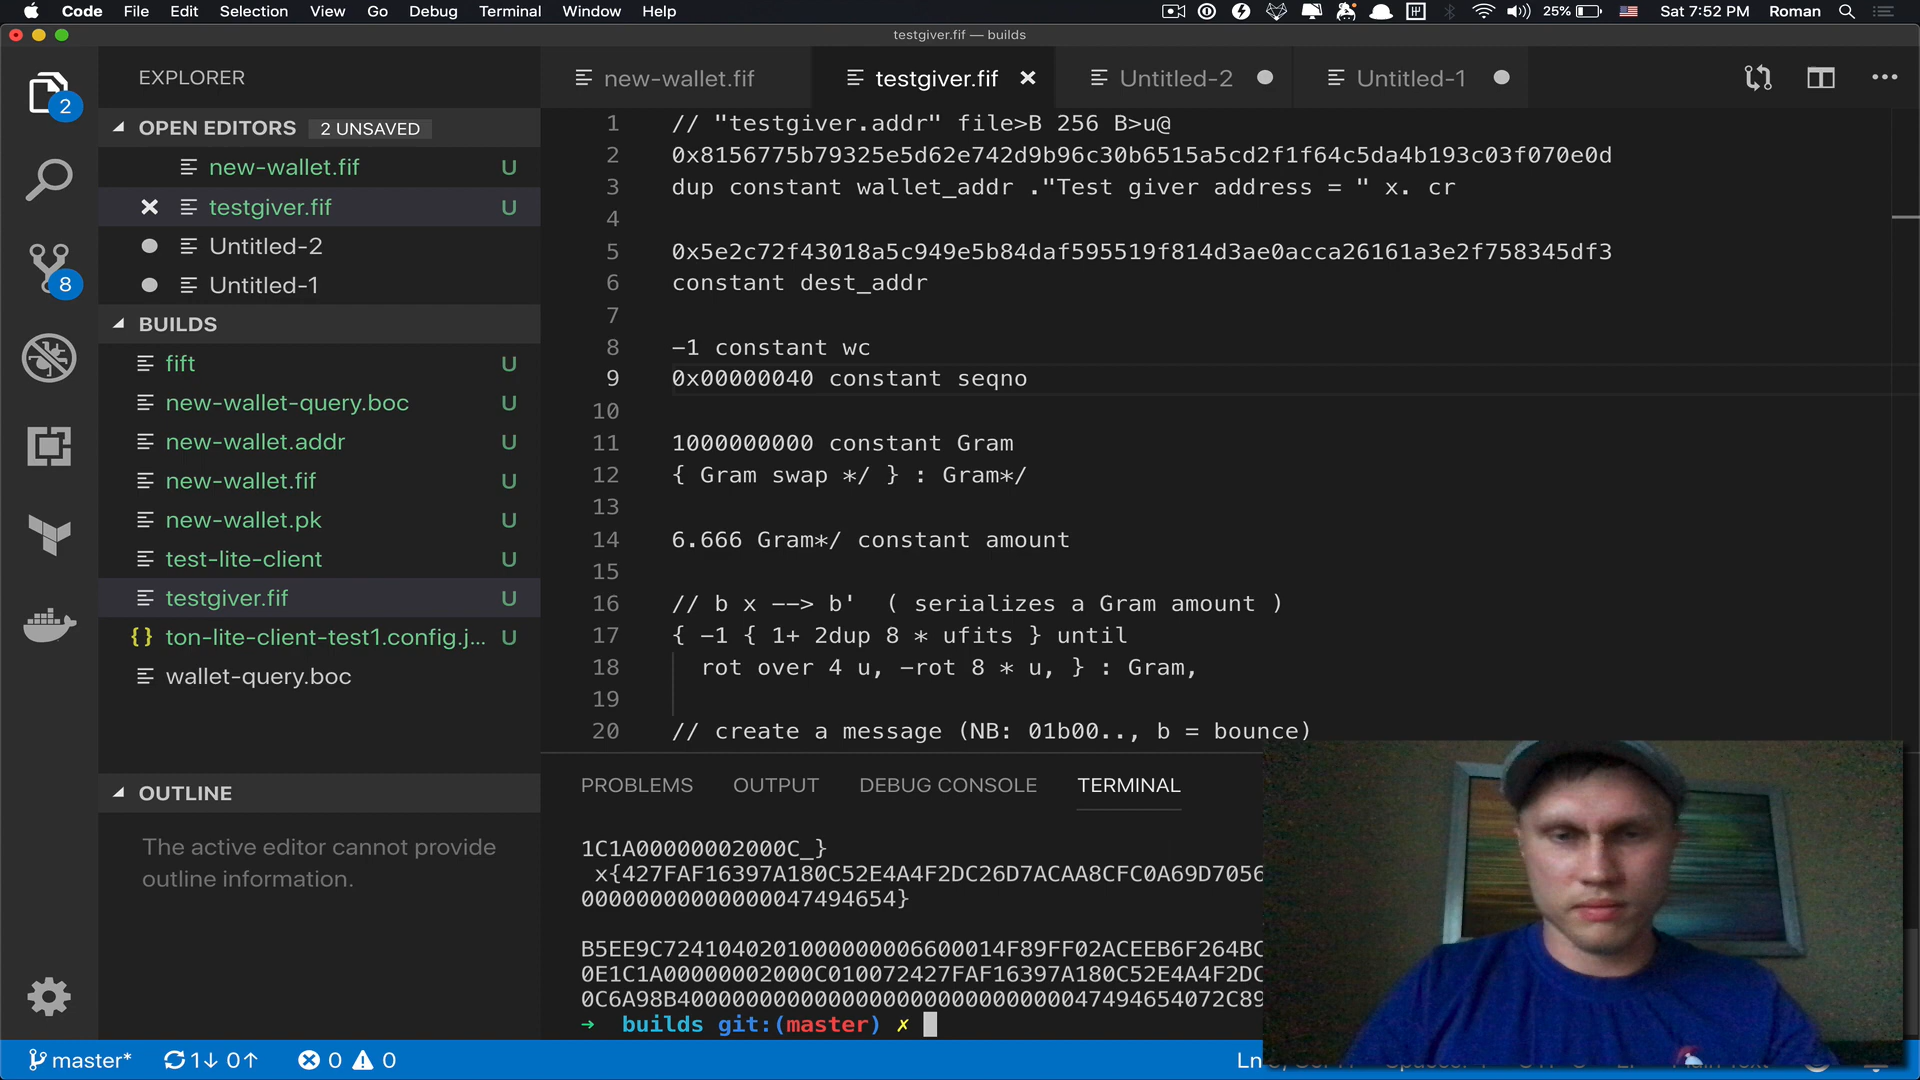 Code File Edit Selection View Go Debug Terminal Window Help 25% Sat 7:52 PM Roman
testgiver.fif — builds
EXPLORER
OPEN EDITORS 2 UNSAVED
new-wallet.fif U
testgiver.fif U
Untitled-2
Untitled-1
BUILDS
fift U
new-wallet-query.boc U
new-wallet.addr U
new-wallet.fif U
new-wallet.pk U
test-lite-client U
testgiver.fif U
{ } ton-lite-client-test1.config.j... U
wallet-query.boc
OUTLINE
The active editor cannot provide
outline information.
2
8
new-wallet.fif testgiver.fif Untitled-2 Untitled-1
1 // "testgiver.addr" file>B 256 B>u@
2 0x8156775b79325e5d62e742d9b96c30b6515a5cd2f1f64c5da4b193c03f070e0d
3 dup constant wallet_addr ."Test giver address = " x. cr
4
5 0x5e2c72f43018a5c949e5b84daf595519f814d3ae0acca26161a3e2f758345df3
6 constant dest_addr
7
8 -1 constant wc
9 0x00000040 constant seqno
10
11 1000000000 constant Gram
12 { Gram swap */ } : Gram*/
13
14 6.666 Gram*/ constant amount
15
16 // b x --> b' ( serializes a Gram amount )
17 { -1 { 1+ 2dup 8 * ufits } until
18 rot over 4 u, -rot 8 * u, } : Gram,
19
20 // create a message (NB: 01b00.., b = bounce)
PROBLEMS OUTPUT DEBUG CONSOLE TERMINAL
1C1A00000002000C_}
x{427FAF16397A180C52E4A4F2DC26D7ACAA8CFC0A69D7056
00000000000000047494654}
B5EE9C7241040201000000006600014F89FF02ACEEB6F264BC
0E1C1A00000002000C010072427FAF16397A180C52E4A4F2DC
0C6A98B4000000000000000000000000000047494654072C89
→ builds git:(master) ✗
master* 1↓ 0↑ 0 0 Ln